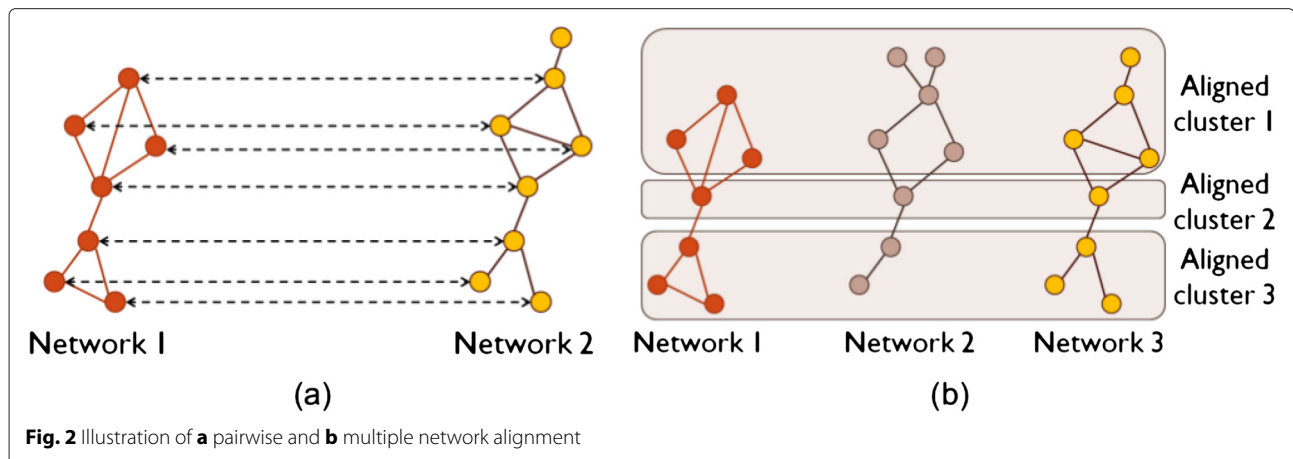 Aligned
cluster 1
Aligned
cluster 2
Aligned
cluster 3
Network 1
Network 2
Network 1
Network 2
Network 3
(a)
(b)
Fig. 2 Illustration of a pairwise and b multiple network alignment